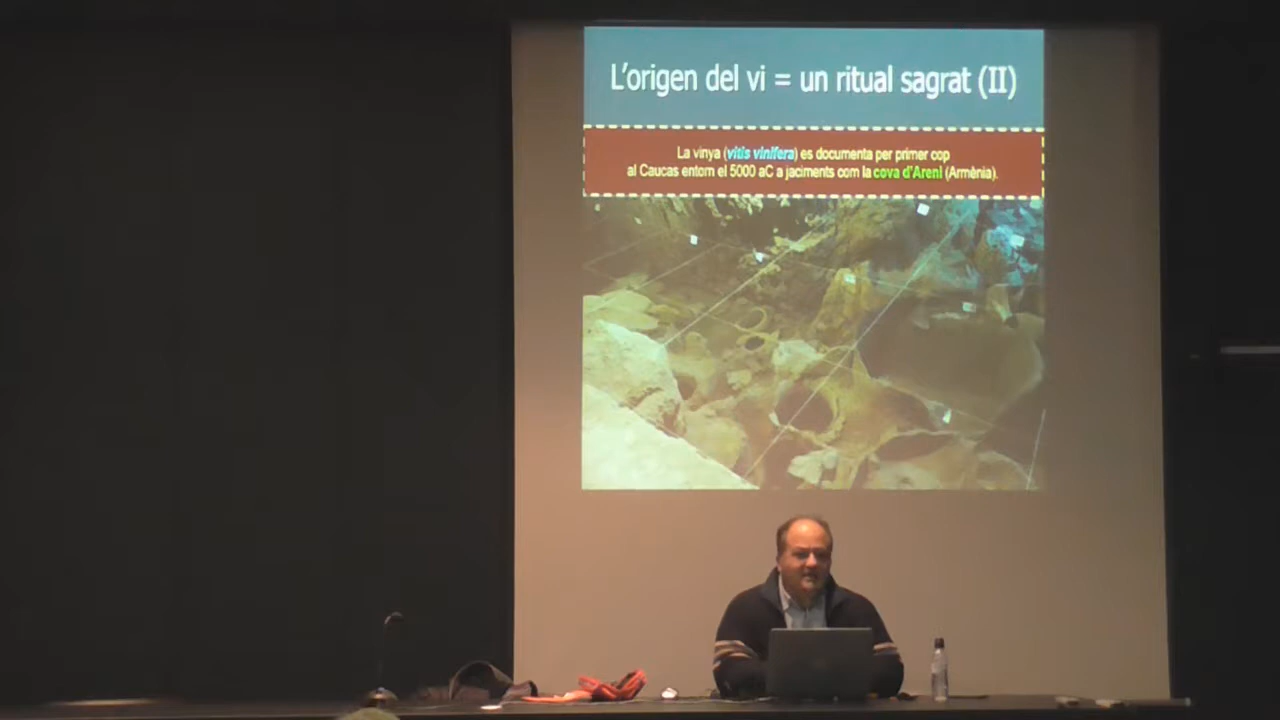 L'origen del vi = un ritual sagrat (II)
La vinya (vitis vinifera) es documenta per primer cop
al Caucas entorn el 5000 aC a jaciments com la cova d'Areni (Armènia).